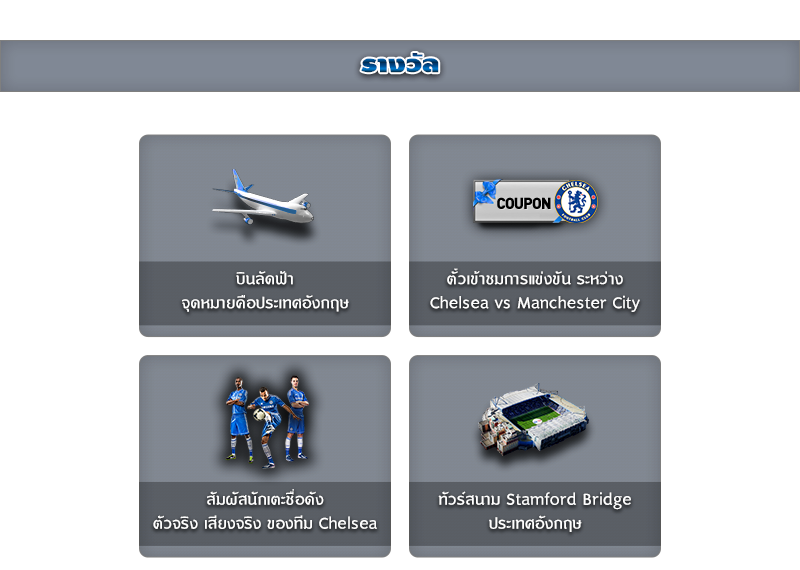 รางวัล
บินลัดฟ้า
จุดหมายคือประเทศอังกฤษ
COUPON
CHELSEA
FOOTBALL CLUB
ตั๋วเข้าชมการแข่งขัน ระหว่าง
Chelsea vs Manchester City
สัมผัสนักเตะชื่อดัง
ตัวจริง เสียงจริง ของทีม Chelsea
ทัวร์สนาม Stamford Bridge
ประเทศอังกฤษ